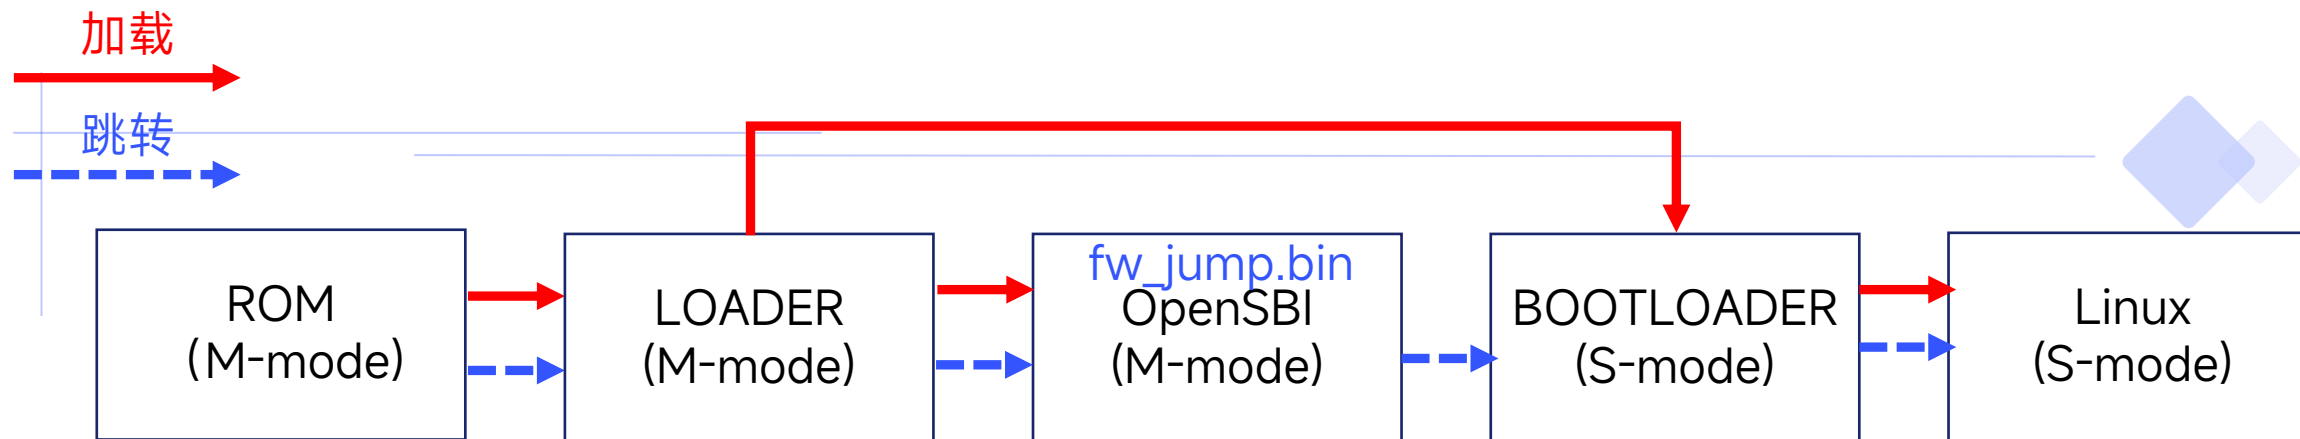 加载
跳转
ROM
(M-mode)
LOADER
(M-mode)
fw_jump.bin
OpenSBI
(M-mode)
BOOTLOADER
(S-mode)
Linux
(S-mode)